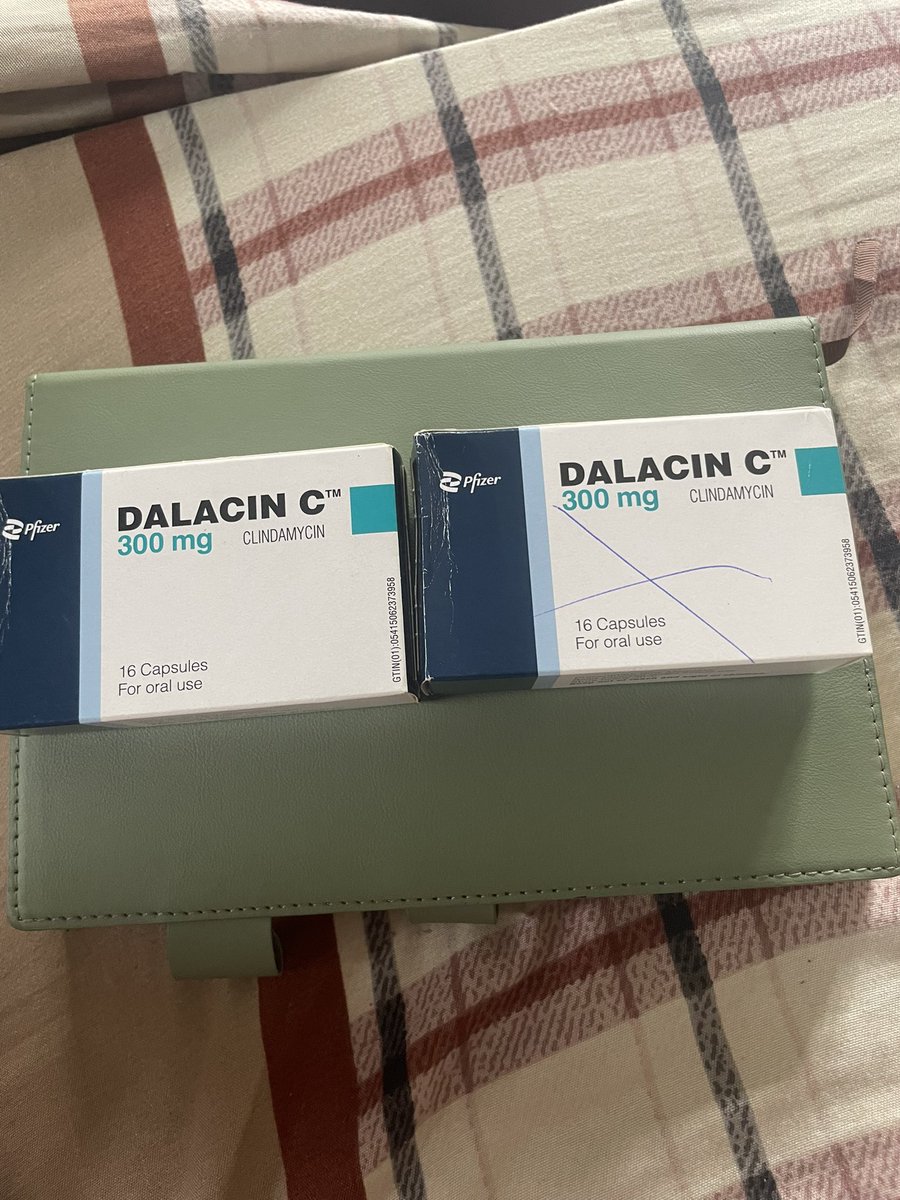 Pfizer
DALACIN C™
300 mg CLINDAMYCIN
16 Capsules
For oral use
GTIN(01):05415062373958
Pfizer
DALACIN C™
300 mg CLINDAMYCIN
16 Capsules
For oral use
GTIN(01):05415062373958